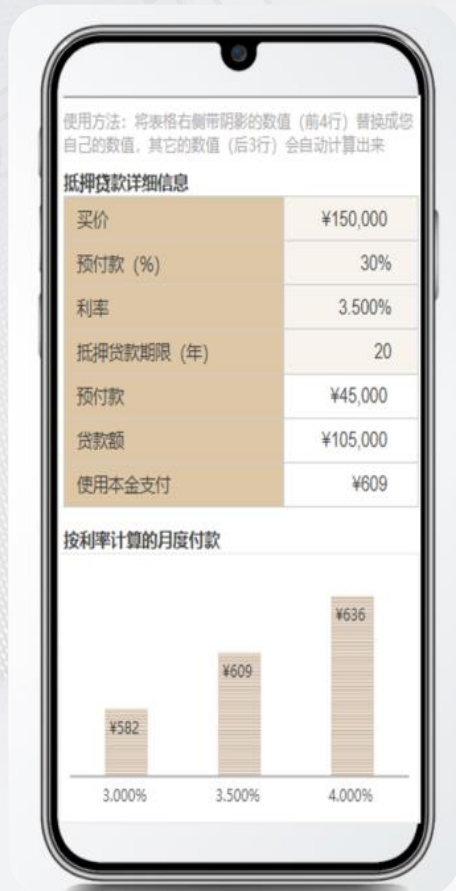 使用方法：将表格右侧带阴影的数值（前4行）替换成您
自己的数值，其它的数值（后3行）会自动计算出来
抵押贷款详细信息
买价 ¥150,000
预付款（%） 30%
利率 3.500%
抵押贷款期限（年） 20
预付款 ¥45,000
贷款额 ¥105,000
使用本金支付 ¥609
按利率计算的月度付款
¥636
¥609
¥582
3.000% 3.500% 4.000%